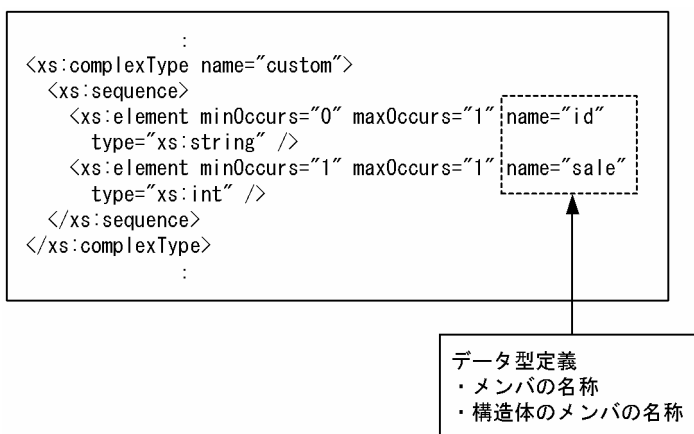 :
<xs:complexType name="custom">
<xs:sequence>
<xs:element minOccurs="0" maxOccurs="1" name="id"
type="xs:string" />
<xs:element minOccurs="1" maxOccurs="1" name="sale"
type="xs:int" />
</xs:sequence>
</xs:complexType>
:
データ型定義
・メンバの名称
・構造体のメンバの名称